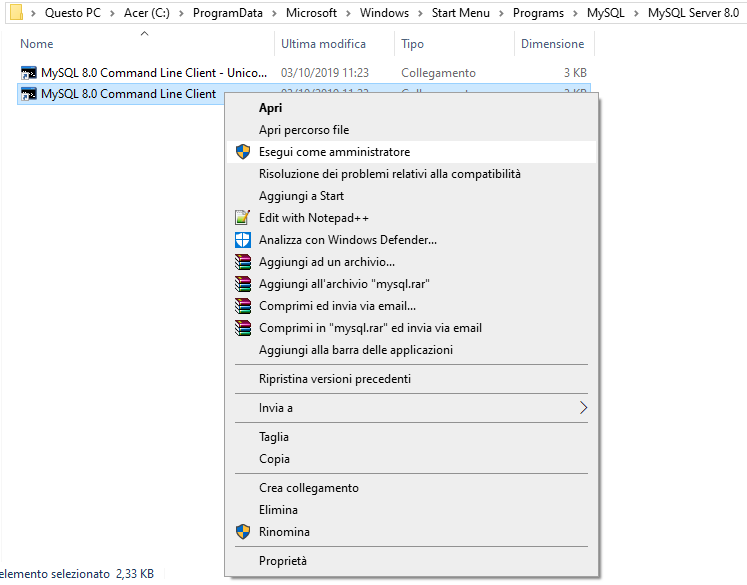 Questo PC > Acer (C:) > ProgramData > Microsoft > Windows > Start Menu > Programs > MySQL > MySQL Server 8.0
Nome Ultima modifica Tipo Dimensione
MySQL 8.0 Command Line Client - Unico... 03/10/2019 11:23 Collegamento 3 KB
MySQL 8.0 Command Line Client
Apri
Apri percorso file
Esegui come amministratore
Risoluzione dei problemi relativi alla compatibilità
Aggiungi a Start
Edit with Notepad++
Analizza con Windows Defender...
Aggiungi ad un archivio...
Aggiungi all'archivio "mysql.rar"
Comprimi ed invia via email...
Comprimi in "mysql.rar" ed invia via email
Aggiungi alla barra delle applicazioni
Ripristina versioni precedenti
Invia a
Taglia
Copia
Crea collegamento
Elimina
Rinomina
Proprietà
elemento selezionato 2,33 KB